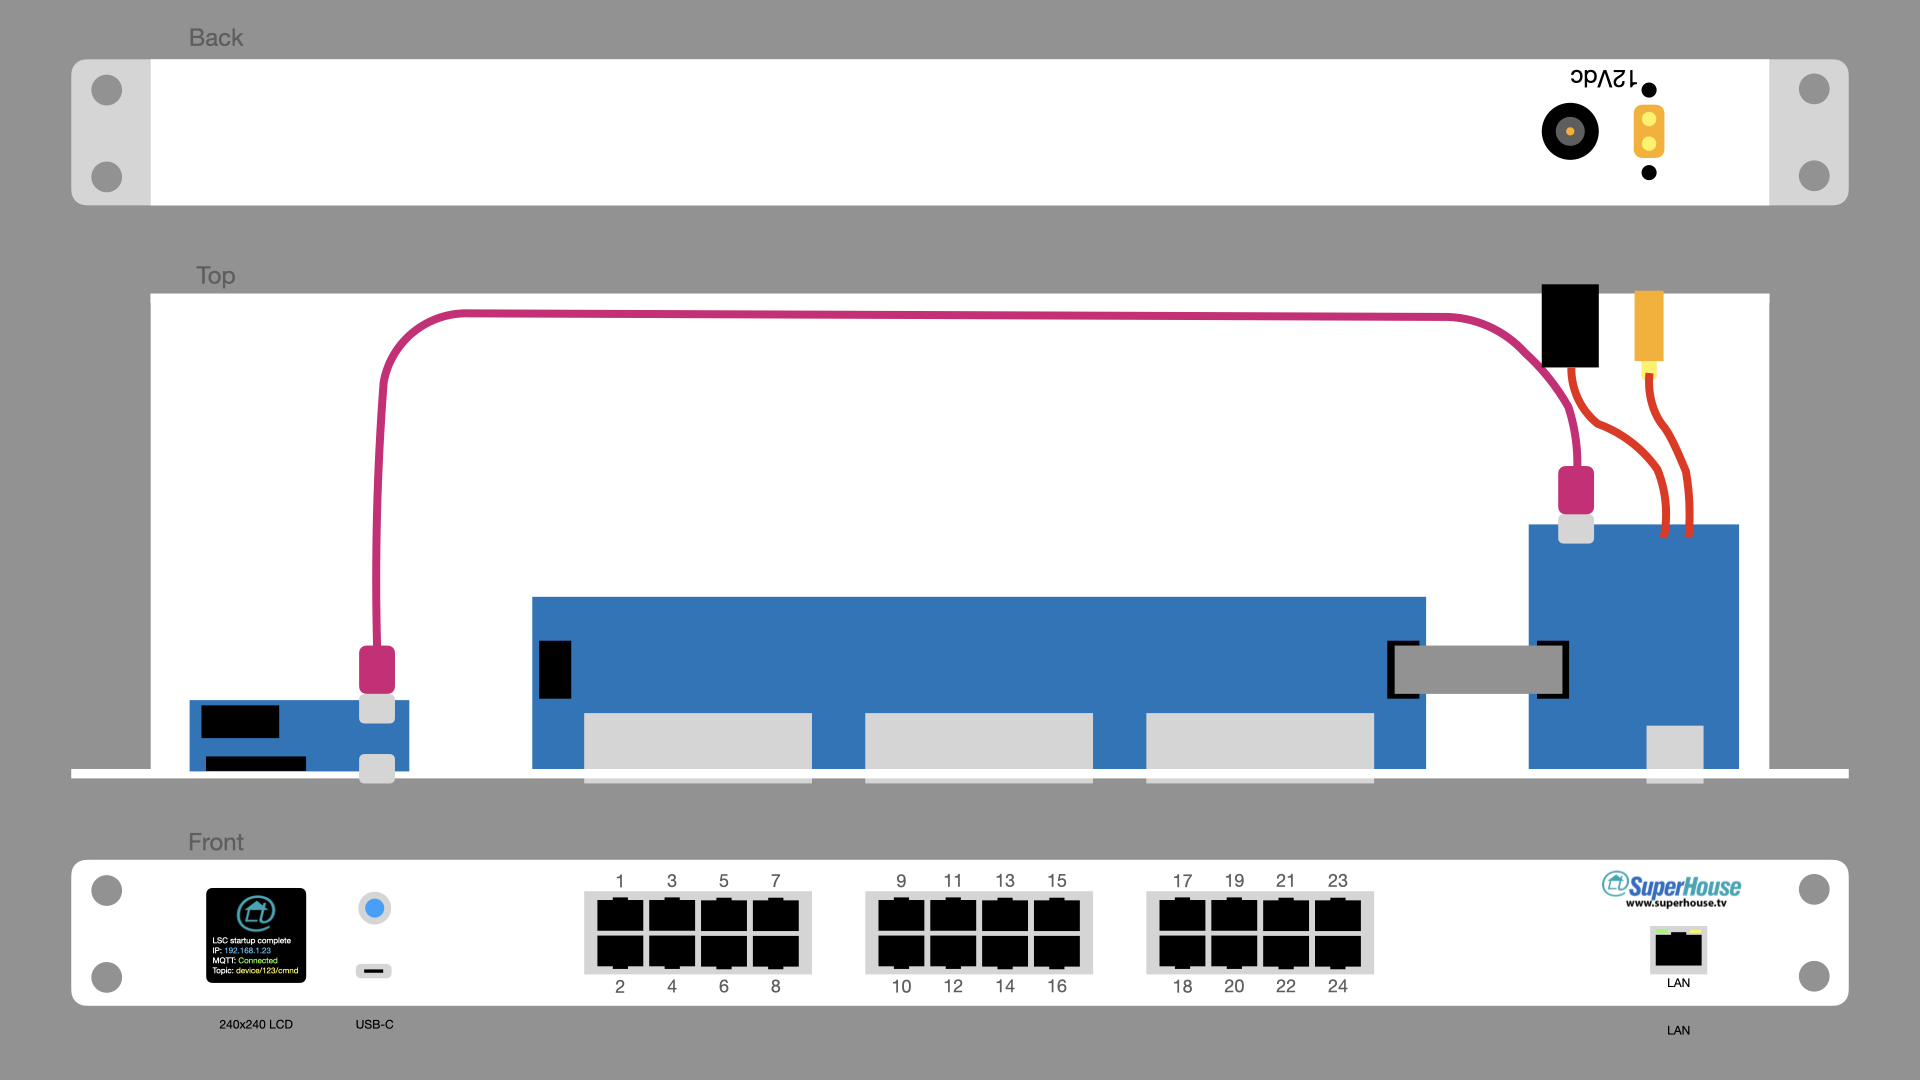 Back
12Vdc
Top
Front
1 3 5 7 9 11 13 15 17 19 21 23
SuperHouse
www.superhouse.tv
LSC startup complete
IP: 192.168.1.23
MQTT: Connected
Topic: device/123/cmnd
2 4 6 8 10 12 14 16 18 20 22 24
LAN
240x240 LCD
USB-C
LAN